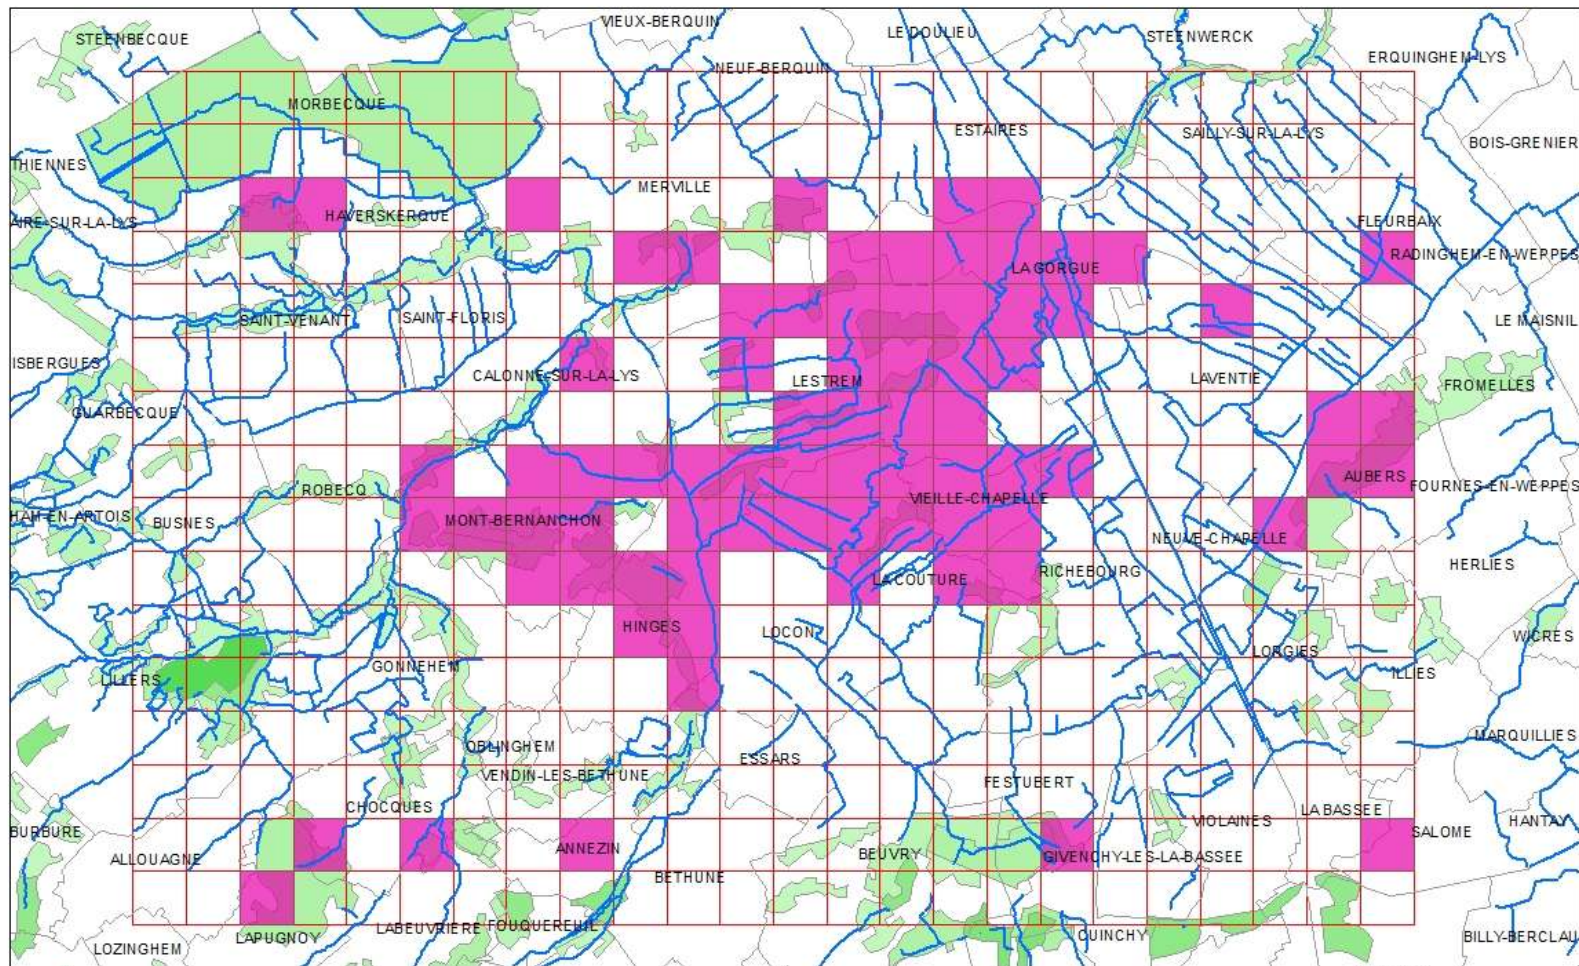 VIEUX-BERQUIN
LE DOULIEU
STEENBECQUE
STEENWERCK
ERQUINGHEM-LYS
NEUF-BERQUIN
MORBECQUE
ESTAIRES
SAILLY-SUR-LA-LYS
BOIS-GRENIER
THIENNES
MERVILLE
HAVERSKERQUE
AIRE-SUR-LA-LYS
FLEURBAIX
RADINGHEM-EN-WEPPES
LA GORGUE
SAINT-VENANT
SAINT-FLORIS
LE MAISNIL
ISBERGUES
CALONNE-SUR-LA-LYS
LESTREM
LAVENTIE
FROMELLES
GUARBECQUE
AUBERS
FOURNES-EN-WEPPES
ROBECQ
VIEILLE-CHAPELLE
HAM-EN-ARTOIS
BUSNES
MONT-BERNANCHON
NEUVE-CHAPELLE
HERLIES
RICHEBOURG
LA COUTURE
HINGES
LOCON
WICRES
LORGIES
GONNEHEM
ILLIES
LILLERS
MARQUILLIES
OBLINGHEM
ESSARS
VENDIN-LES-BETHUNE
FESTUBERT
CHOCQUES
LA BASSEE
VIOLAINES
HANTAY
SALOME
BURBURE
ANNEZIN
ALLOUAGNE
BEUVRY
GIVENCHY-LES-LA-BASSEE
BETHUNE
LABEUVRIERE
FOUQUEREUIL
LAPUGNOY
CUINCHY
BILLY-BERCLAU
LOZINGHEM